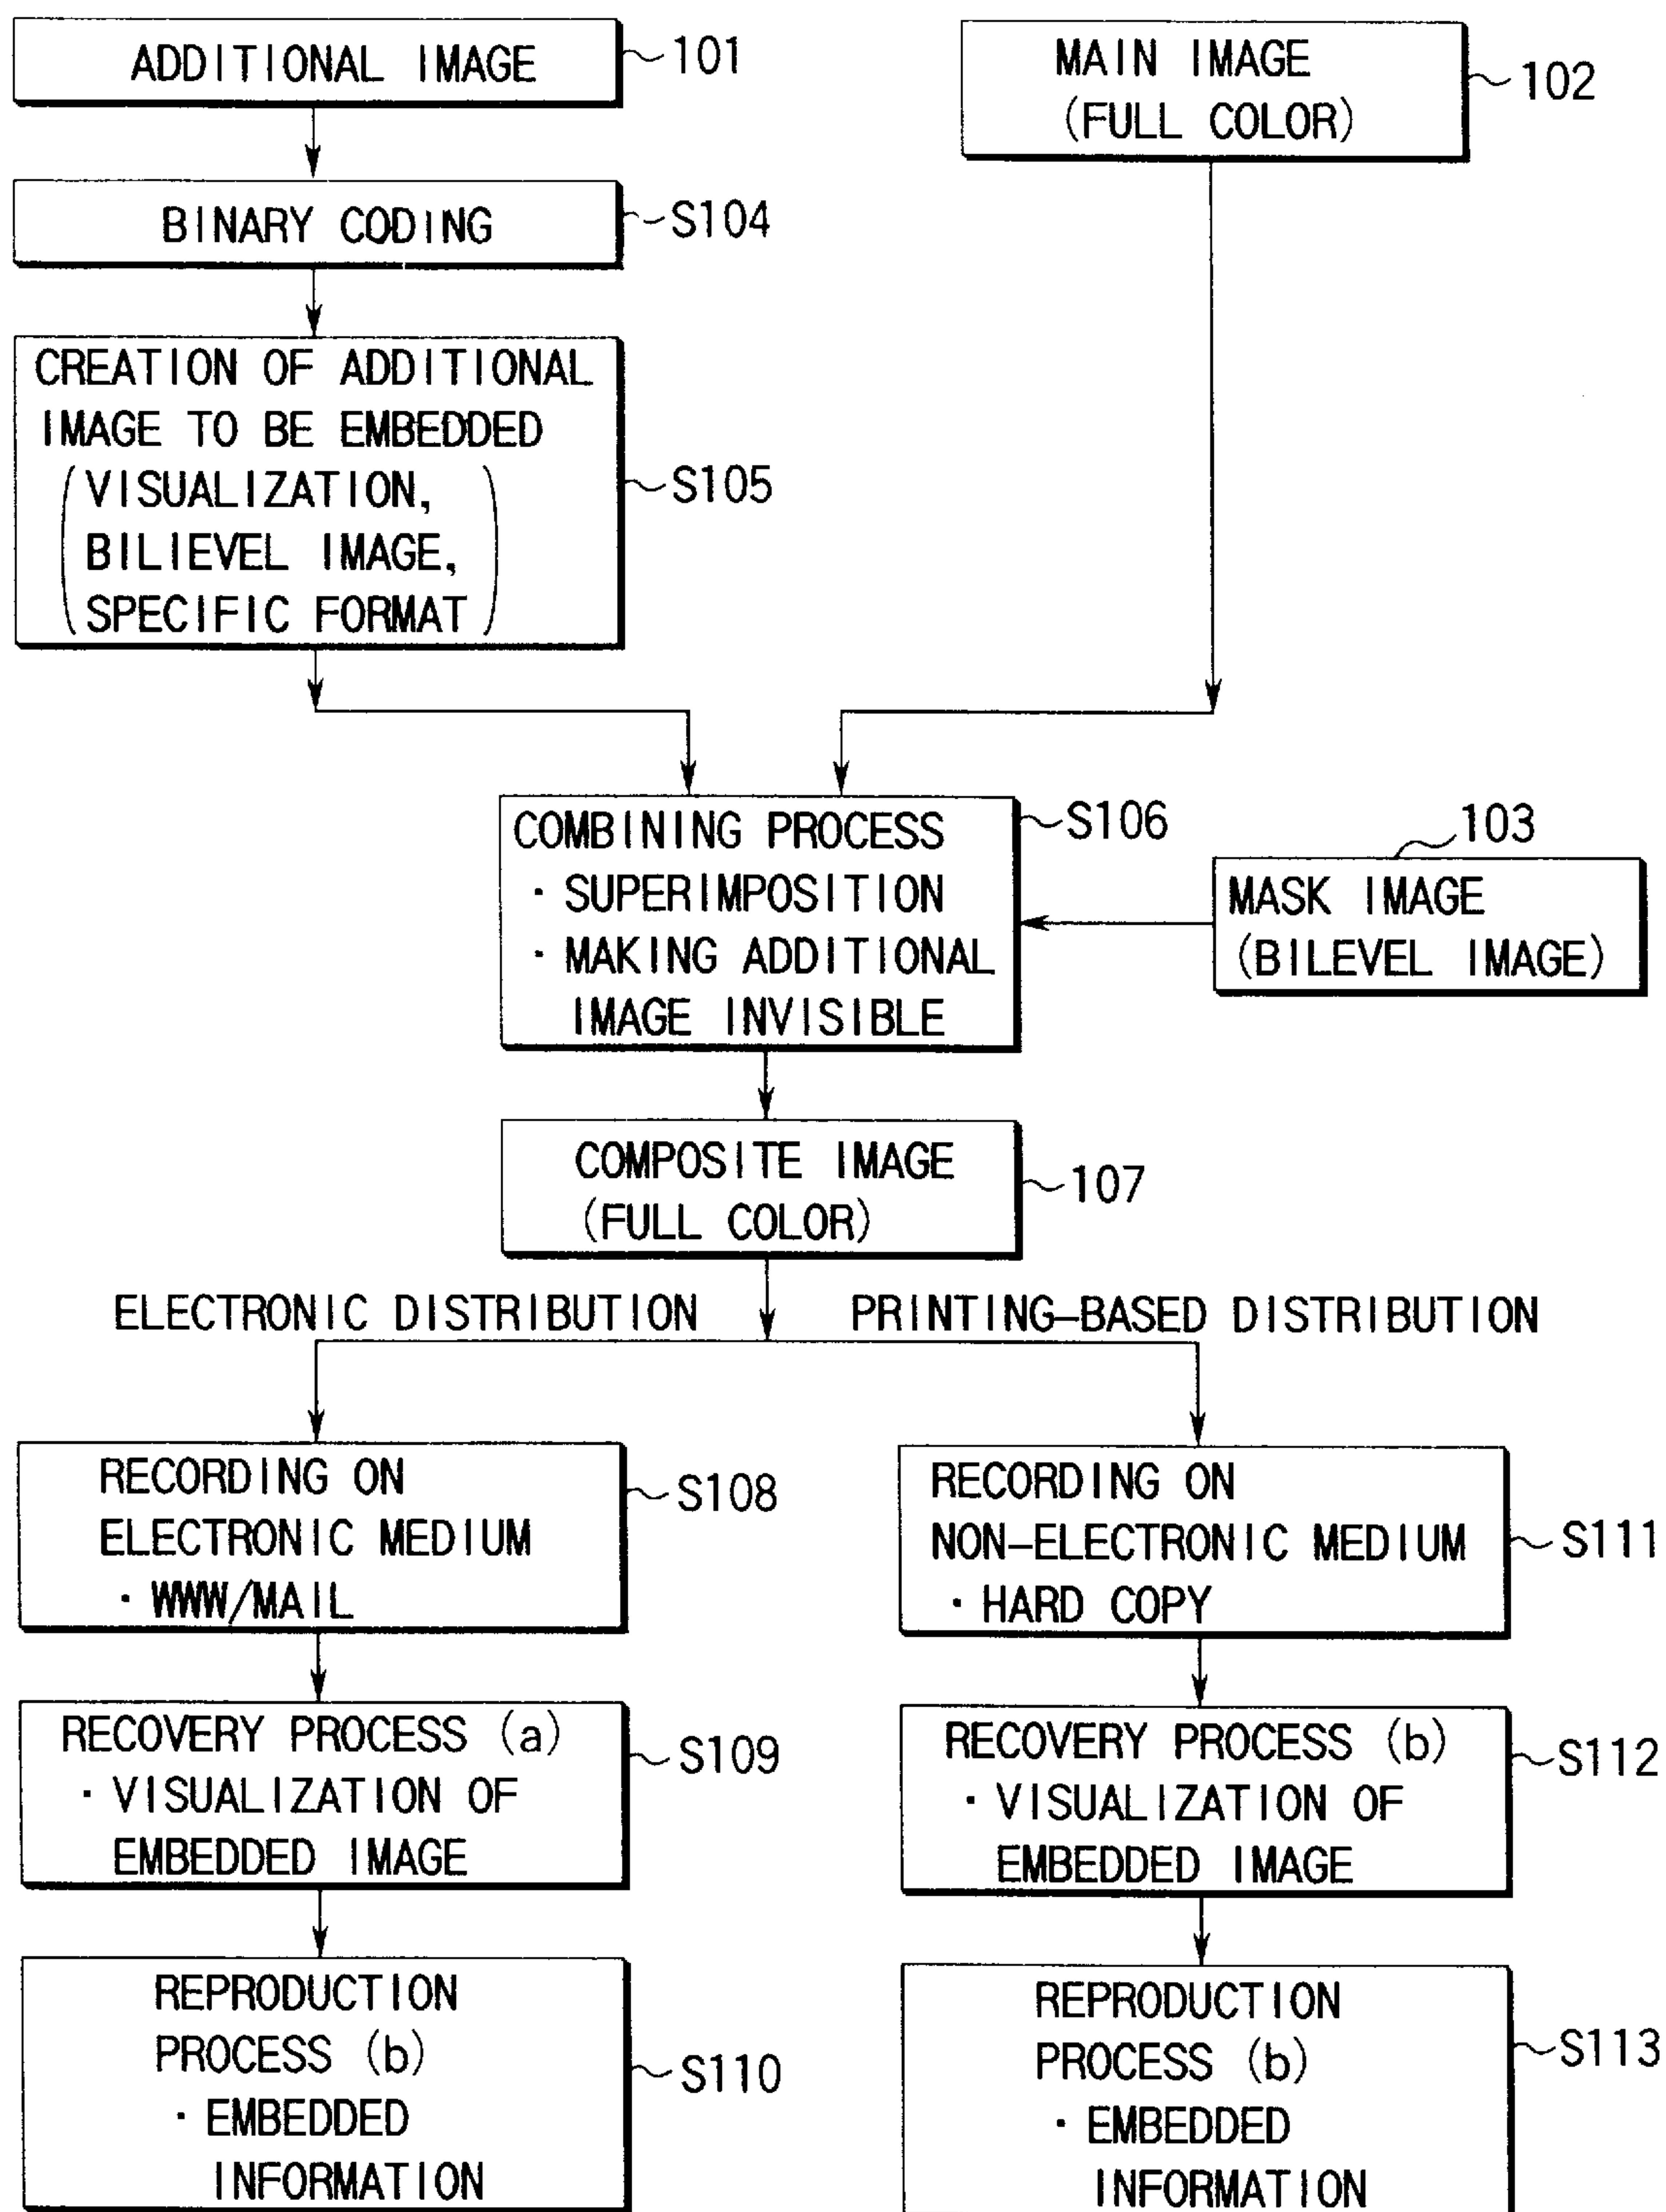 ADDITIONAL IMAGE
101
MAIN IMAGE
(FULL COLOR)
102
BINARY CODING
S104
CREATION OF ADDITIONAL
IMAGE TO BE EMBEDDED
(VISUALIZATION,
BILIEVEL IMAGE,
SPECIFIC FORMAT)
S105
COMBINING PROCESS
· SUPERIMPOSITION
· MAKING ADDITIONAL
IMAGE INVISIBLE
S106
103
MASK IMAGE
(BILEVEL IMAGE)
COMPOSITE IMAGE
(FULL COLOR)
107
ELECTRONIC DISTRIBUTION
PRINTING-BASED DISTRIBUTION
RECORDING ON
ELECTRONIC MEDIUM
· WWW/MAIL
S108
RECORDING ON
NON-ELECTRONIC MEDIUM
· HARD COPY
S111
RECOVERY PROCESS (a)
· VISUALIZATION OF
EMBEDDED IMAGE
S109
RECOVERY PROCESS (b)
· VISUALIZATION OF
EMBEDDED IMAGE
S112
REPRODUCTION
PROCESS (b)
· EMBEDDED
INFORMATION
S110
REPRODUCTION
PROCESS (b)
· EMBEDDED
INFORMATION
S113